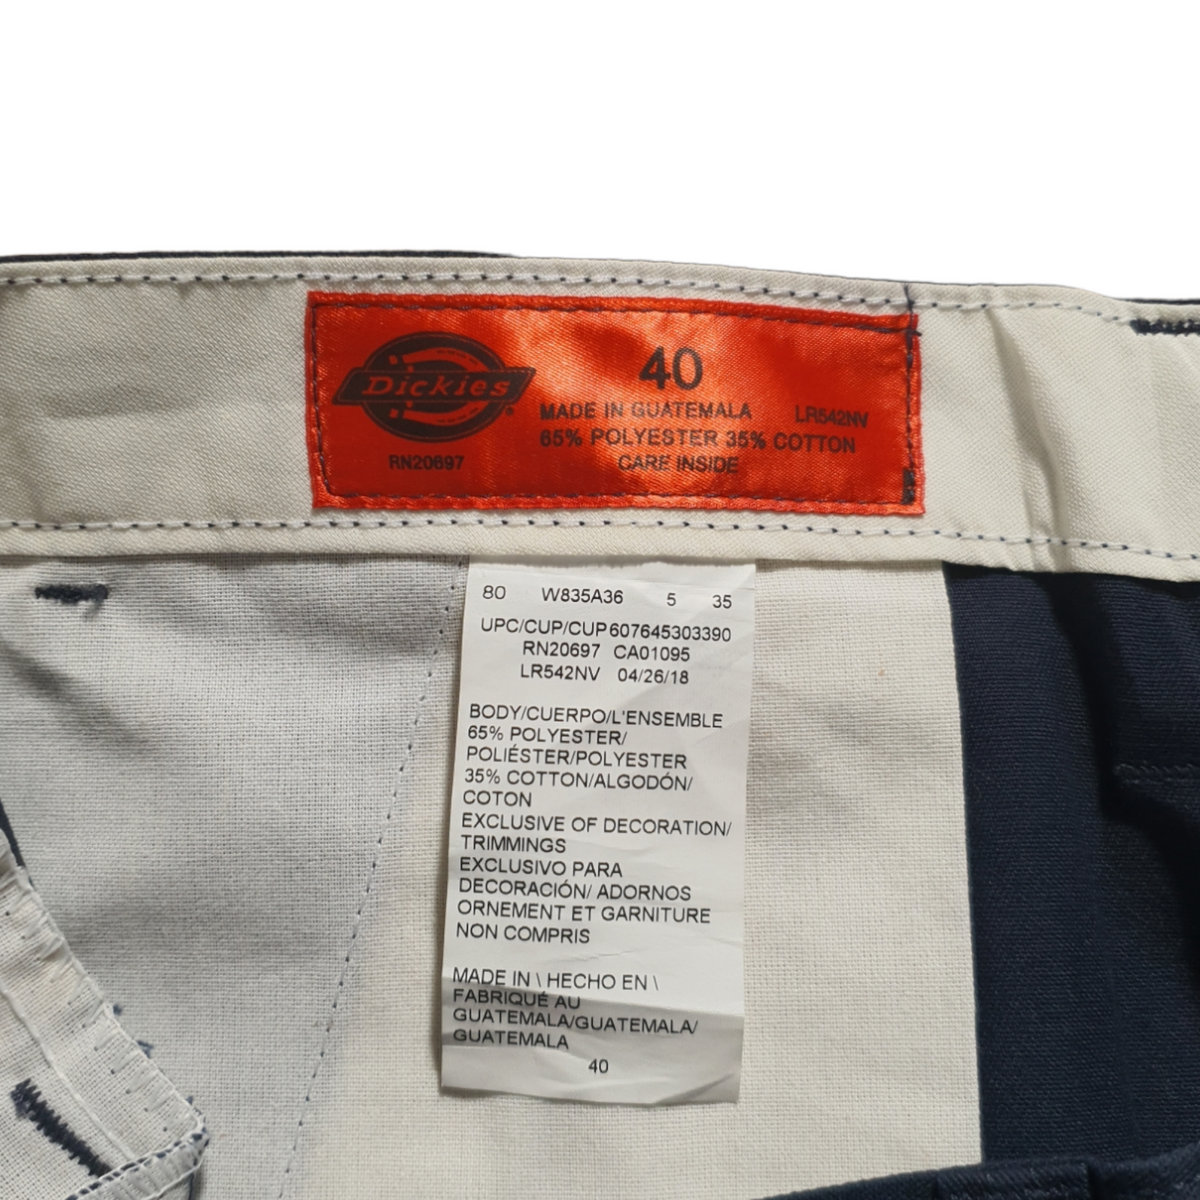 Dickies®
RN20697
40
MADE IN GUATEMALA LR542NV
65% POLYESTER 35% COTTON
CARE INSIDE
80 W835A36 5 35
UPC/CUP/CUP607645303390
RN20697 CA01095
LR542NV 04/26/18
BODY/CUERPO/L'ENSEMBLE
65% POLYESTER/
POLIÉSTER/POLYESTER
35% COTTON/ALGODÓN/
COTON
EXCLUSIVE OF DECORATION/
TRIMMINGS
EXCLUSIVO PARA
DECORACIÓN/ ADORNOS
ORNEMENT ET GARNITURE
NON COMPRIS
MADE IN \ HECHO EN \
FABRIQUÉ AU
GUATEMALA/GUATEMALA/
GUATEMALA
40